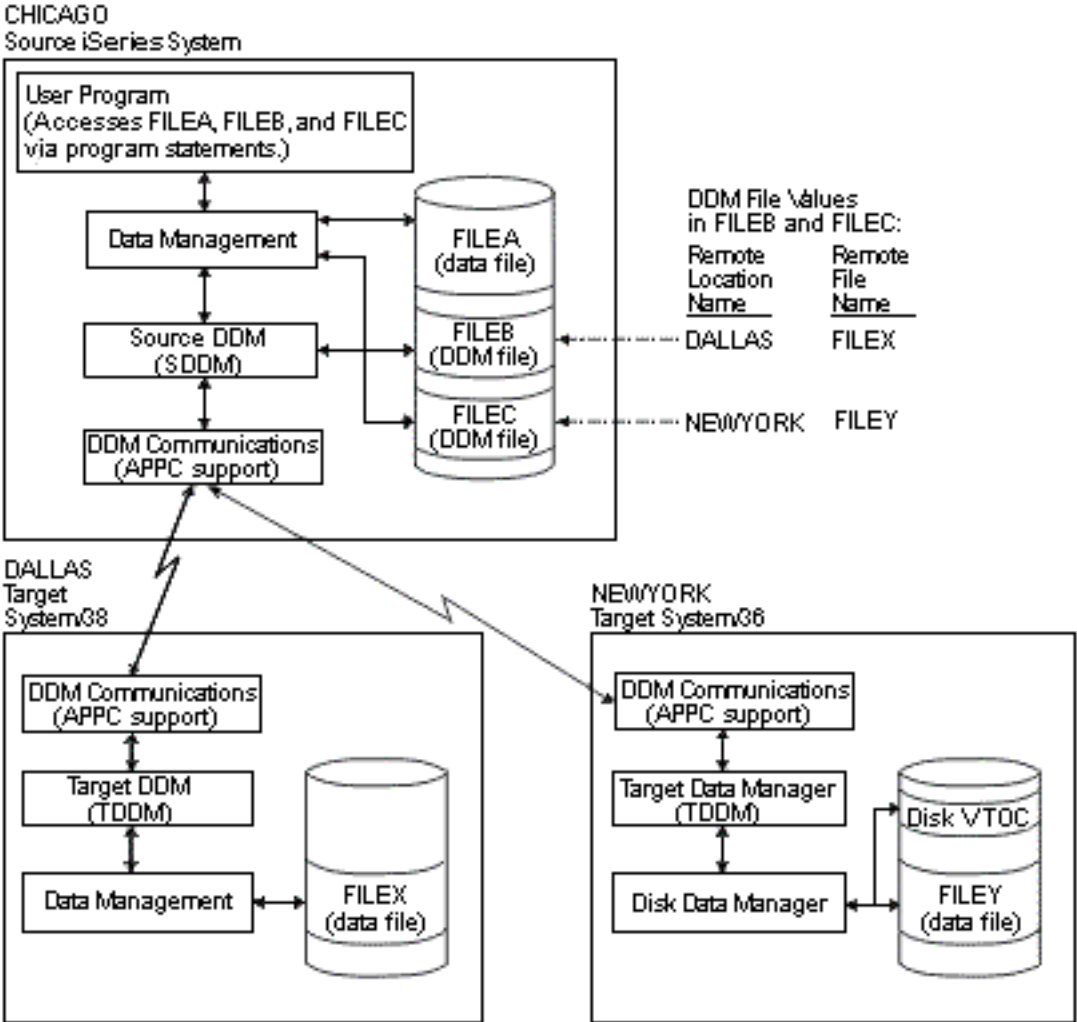 CHICAGO
Source iSeries System
User Program
(Accesses FILEA, FILEB, and FILEC
via program statements.)
Data Management
FILEA
(data file)
Source DDM
(SDDM)
FILEB
(DDM file)
DDM Communications
(APPC support)
FILEC
(DDM file)
DDM File Values
in FILEB and FILEC:
Remote
Location
Name
Remote
File
Name
DALLAS FILEX
NEWYORK FILEY
DALLAS
Target
System/38
DDM Communications
(APPC support)
Target DDM
(TDDM)
Data Management
FILEX
(data file)
NEWYORK
Target System/36
DDM Communications
(APPC support)
Target Data Manager
(TDDM)
Disk Data Manager
Disk VTOC
FILEY
(data file)